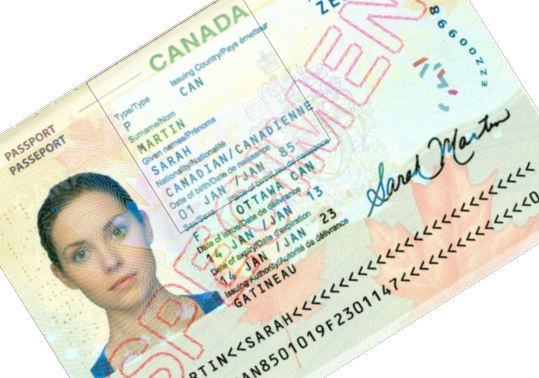 CANADA
PASSPORT
PASSEPORT
Type/Type
Issuing Country/Pays émetteur
P
CAN
Surname/Nom
MARTIN
Given names/Prénoms
SARAH
Nationality/Nationalité
CANADIAN/CANADIENNE
Date of birth/Date de naissance
01 JAN /JAN 85
OTTAWA CAN
Date of issue/Date de délivrance
14 JAN /JAN 13
Date of expiry/Date d'expiration
14 JAN /JAN 23
Issuing Authority/Autorité de délivrance
GATINEAU
SPECIMEN
Sarah Martin
RTIN<<SARAH<<<<<<<<<<<<<<<<<<<<<<
AN8501019F2301147<<<<<<<<<<<<<<0